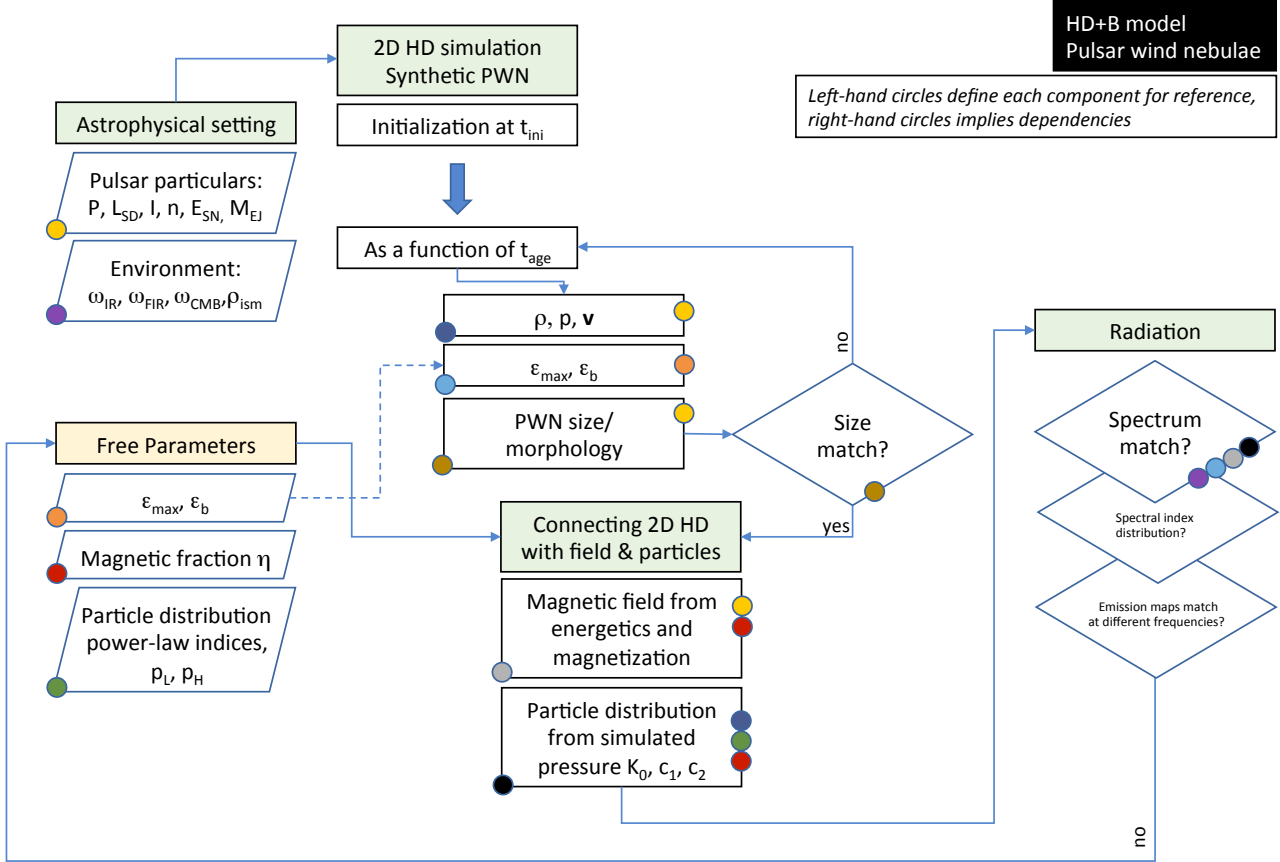 HD+B model
Pulsar wind nebulae
Left-hand circles define each component for reference,
right-hand circles implies dependencies
2D HD simulation
Synthetic PWN
Initialization at t_ini
Astrophysical setting
Pulsar particulars:
P, L_SD, I, n, E_SN, M_EJ
Environment:
ω_IR, ω_FIR, ω_CMB,ρ_ism
As a function of t_age
ρ, p, v
ε_max, ε_b
PWN size/
morphology
Size
match?
no
yes
Free Parameters
ε_max, ε_b
Magnetic fraction η
Particle distribution
power-law indices,
p_L, p_H
Connecting 2D HD
with field & particles
Magnetic field from
energetics and
magnetization
Particle distribution
from simulated
pressure K_0, c_1, c_2
Radiation
Spectrum
match?
Spectral index
distribution?
Emission maps match
at different frequencies?
no